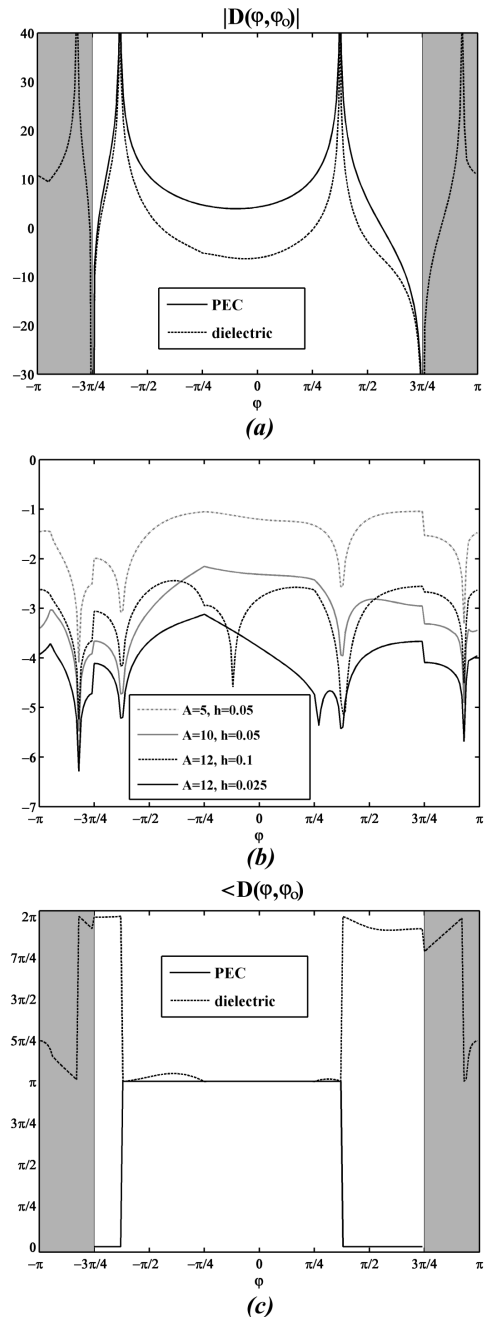 |D(φ,φₒ)|
40
30
20
10
0
−10
−20
−30
PEC
dielectric
−π −3π/4 −π/2 −π/4 0 π/4 π/2 3π/4 π
φ
(a)
0
−1
−2
−3
−4
−5
−6
−7
A=5, h=0.05
A=10, h=0.05
A=12, h=0.1
A=12, h=0.025
−π −3π/4 −π/2 −π/4 0 π/4 π/2 3π/4 π
φ
(b)
<D(φ,φₒ)
2π
7π/4
3π/2
5π/4
π
3π/4
π/2
π/4
0
PEC
dielectric
−π −3π/4 −π/2 −π/4 0 π/4 π/2 3π/4 π
φ
(c)